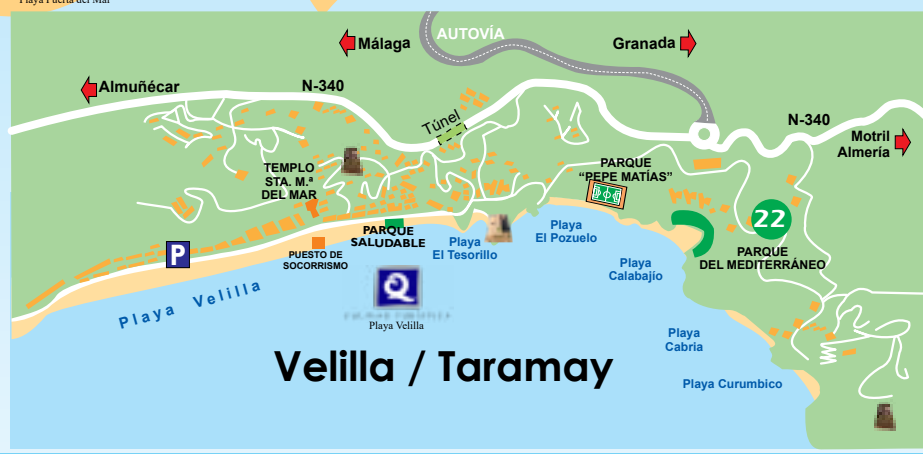 Playa Puerta del Mar
AUTOVÍA
Málaga
Granada
Almuñécar
N-340
Túnel
N-340
Motril
Almería
TEMPLO
STA. M.ª
DEL MAR
PARQUE
“PEPE MATÍAS”
22
PARQUE
DEL MEDITERRÁNEO
PARQUE
SALUDABLE
P
PUESTO DE
SOCORRISMO
Playa
El Tesorillo
Playa
El Pozuelo
Playa
Calabajío
Playa Velilla
Q
Playa Velilla
Playa
Cabria
Playa Curumbico
Velilla / Taramay